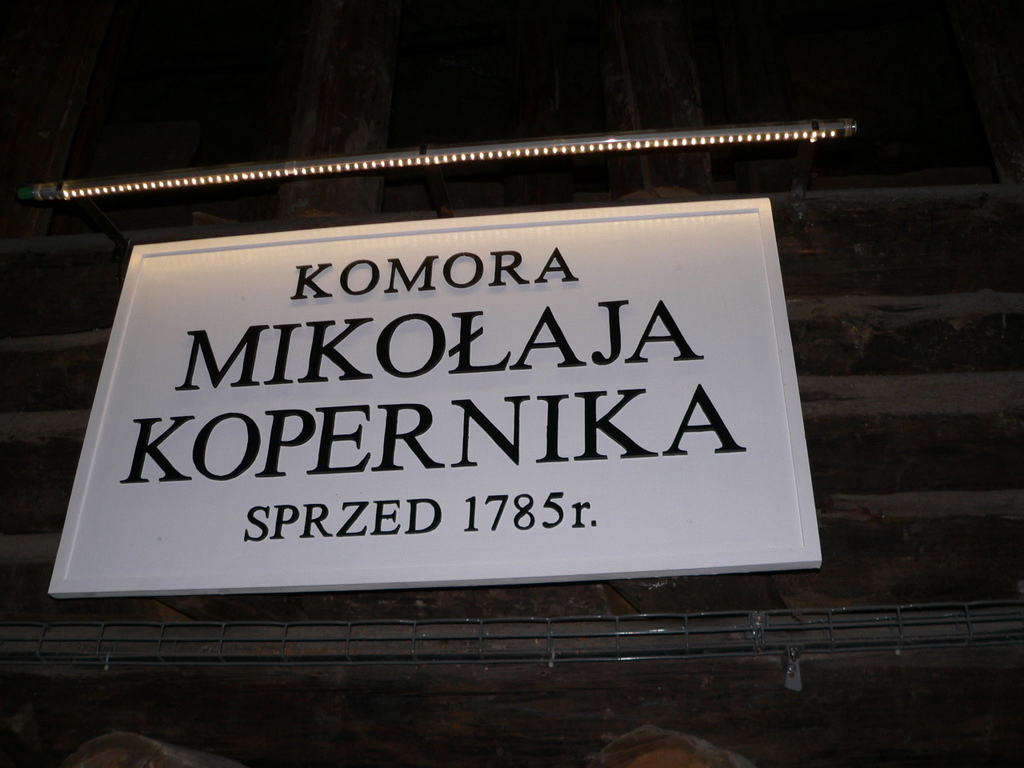 KOMORA
MIKOŁAJA
KOPERNIKA
SPRZED 1785r.